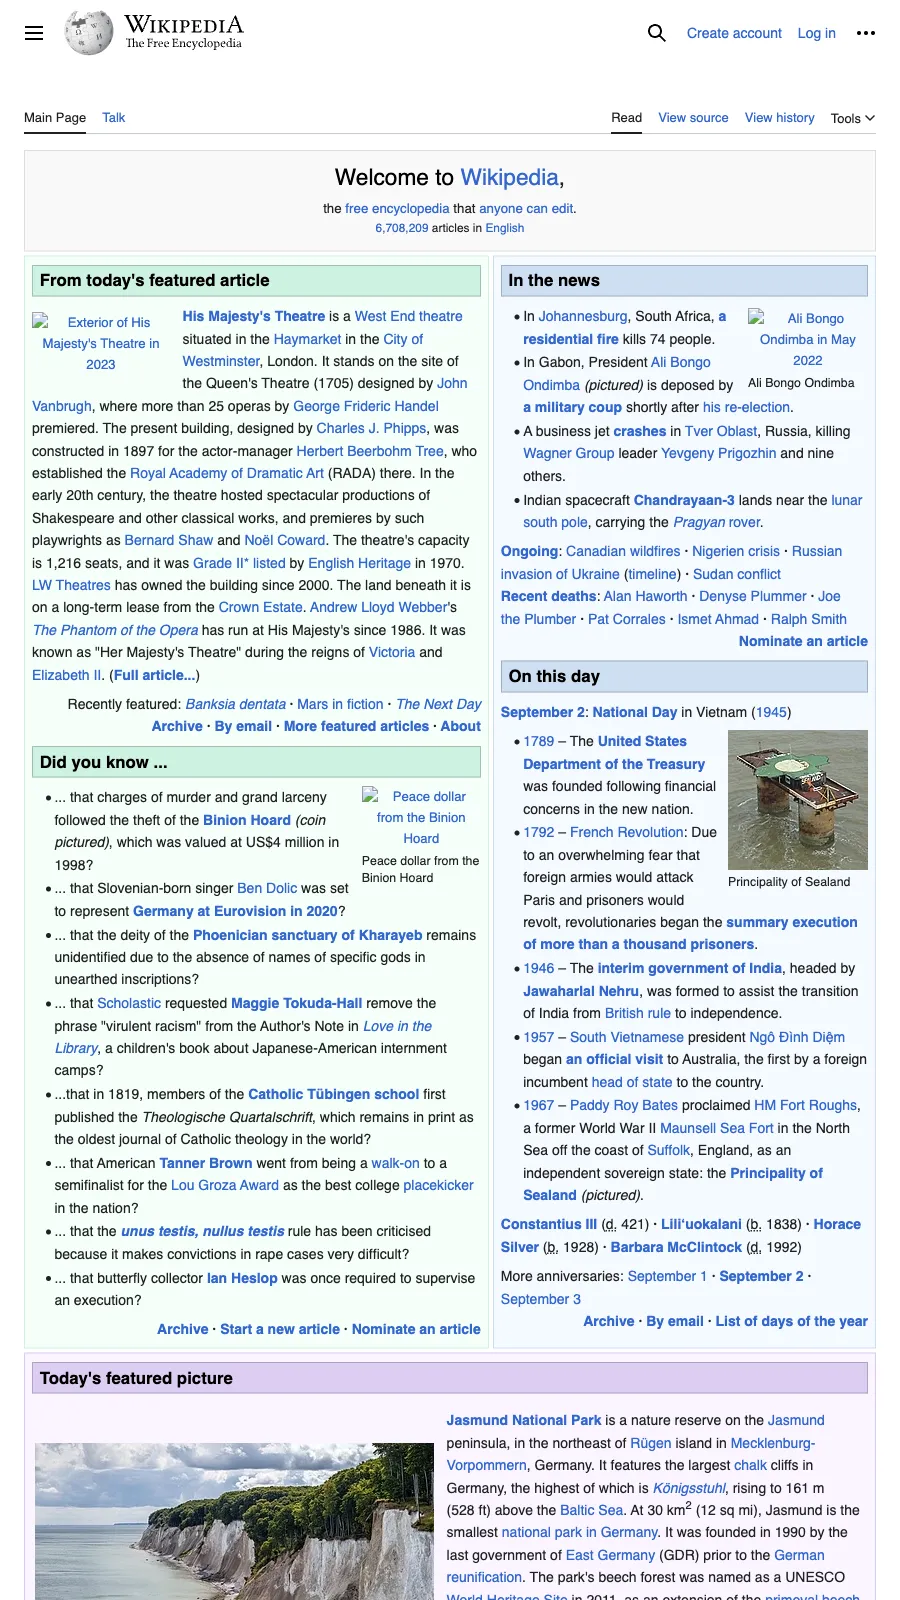 WIKIPEDIA
The Free Encyclopedia
Create account Log in
Main Page Talk
Read View source View history Tools
Welcome to Wikipedia,
the free encyclopedia that anyone can edit.
6,708,209 articles in English
From today's featured article
Exterior of His
Majesty's Theatre in
2023
His Majesty's Theatre is a West End theatre
situated in the Haymarket in the City of
Westminster, London. It stands on the site of
the Queen's Theatre (1705) designed by John
Vanbrugh, where more than 25 operas by George Frideric Handel
premiered. The present building, designed by Charles J. Phipps, was
constructed in 1897 for the actor-manager Herbert Beerbohm Tree, who
established the Royal Academy of Dramatic Art (RADA) there. In the
early 20th century, the theatre hosted spectacular productions of
Shakespeare and other classical works, and premieres by such
playwrights as Bernard Shaw and Noël Coward. The theatre's capacity
is 1,216 seats, and it was Grade II* listed by English Heritage in 1970.
LW Theatres has owned the building since 2000. The land beneath it is
on a long-term lease from the Crown Estate. Andrew Lloyd Webber's
The Phantom of the Opera has run at His Majesty's since 1986. It was
known as "Her Majesty's Theatre" during the reigns of Victoria and
Elizabeth II. (Full article...)
Recently featured: Banksia dentata · Mars in fiction · The Next Day
Archive · By email · More featured articles · About
Did you know ...
Peace dollar
from the Binion
Hoard
Peace dollar from the
Binion Hoard
... that charges of murder and grand larceny
followed the theft of the Binion Hoard (coin
pictured), which was valued at US$4 million in
1998?
... that Slovenian-born singer Ben Dolic was set
to represent Germany at Eurovision in 2020?
... that the deity of the Phoenician sanctuary of Kharayeb remains
unidentified due to the absence of names of specific gods in
unearthed inscriptions?
... that Scholastic requested Maggie Tokuda-Hall remove the
phrase "virulent racism" from the Author's Note in Love in the
Library, a children's book about Japanese-American internment
camps?
...that in 1819, members of the Catholic Tübingen school first
published the Theologische Quartalschrift, which remains in print as
the oldest journal of Catholic theology in the world?
... that American Tanner Brown went from being a walk-on to a
semifinalist for the Lou Groza Award as the best college placekicker
in the nation?
... that the unus testis, nullus testis rule has been criticised
because it makes convictions in rape cases very difficult?
... that butterfly collector Ian Heslop was once required to supervise
an execution?
Archive · Start a new article · Nominate an article
In the news
Ali Bongo
Ondimba in May
2022
Ali Bongo Ondimba
In Johannesburg, South Africa, a
residential fire kills 74 people.
In Gabon, President Ali Bongo
Ondimba (pictured) is deposed by
a military coup shortly after his re-election.
A business jet crashes in Tver Oblast, Russia, killing
Wagner Group leader Yevgeny Prigozhin and nine
others.
Indian spacecraft Chandrayaan-3 lands near the lunar
south pole, carrying the Pragyan rover.
Ongoing: Canadian wildfires · Nigerien crisis · Russian
invasion of Ukraine (timeline) · Sudan conflict
Recent deaths: Alan Haworth · Denyse Plummer · Joe
the Plumber · Pat Corrales · Ismet Ahmad · Ralph Smith
Nominate an article
On this day
September 2: National Day in Vietnam (1945)
Principality of Sealand
1789 – The United States
Department of the Treasury
was founded following financial
concerns in the new nation.
1792 – French Revolution: Due
to an overwhelming fear that
foreign armies would attack
Paris and prisoners would
revolt, revolutionaries began the summary execution
of more than a thousand prisoners.
1946 – The interim government of India, headed by
Jawaharlal Nehru, was formed to assist the transition
of India from British rule to independence.
1957 – South Vietnamese president Ngô Đình Diệm
began an official visit to Australia, the first by a foreign
incumbent head of state to the country.
1967 – Paddy Roy Bates proclaimed HM Fort Roughs,
a former World War II Maunsell Sea Fort in the North
Sea off the coast of Suffolk, England, as an
independent sovereign state: the Principality of
Sealand (pictured).
Constantius III (d. 421) · Liliʻuokalani (b. 1838) · Horace
Silver (b. 1928) · Barbara McClintock (d. 1992)
More anniversaries: September 1 · September 2 ·
September 3
Archive · By email · List of days of the year
Today's featured picture
Jasmund National Park is a nature reserve on the Jasmund
peninsula, in the northeast of Rügen island in Mecklenburg-
Vorpommern, Germany. It features the largest chalk cliffs in
Germany, the highest of which is Königsstuhl, rising to 161 m
(528 ft) above the Baltic Sea. At 30 km² (12 sq mi), Jasmund is the
smallest national park in Germany. It was founded in 1990 by the
last government of East Germany (GDR) prior to the German
reunification. The park's beech forest was named as a UNESCO
World Heritage Site in 2011, as an extension of the primeval beech